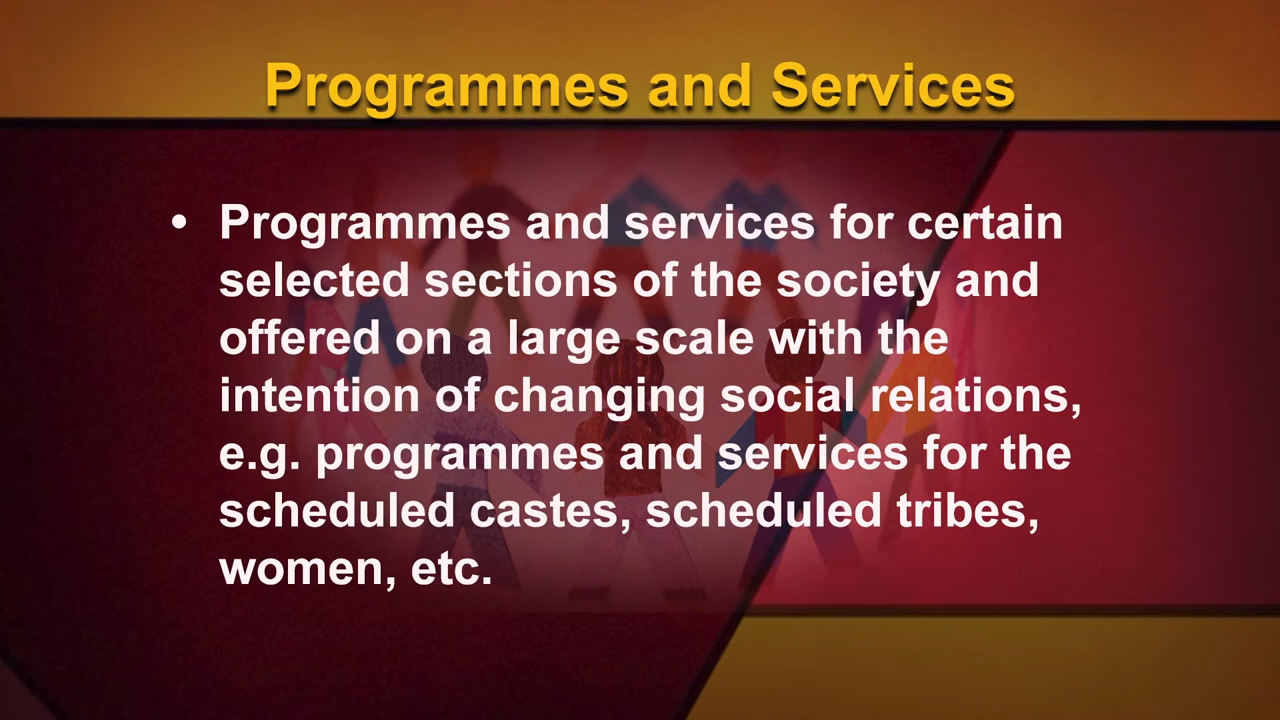 Programmes and Services
• Programmes and services for certain
selected sections of the society and
offered on a large scale with the
intention of changing social relations,
e.g. programmes and services for the
scheduled castes, scheduled tribes,
women, etc.